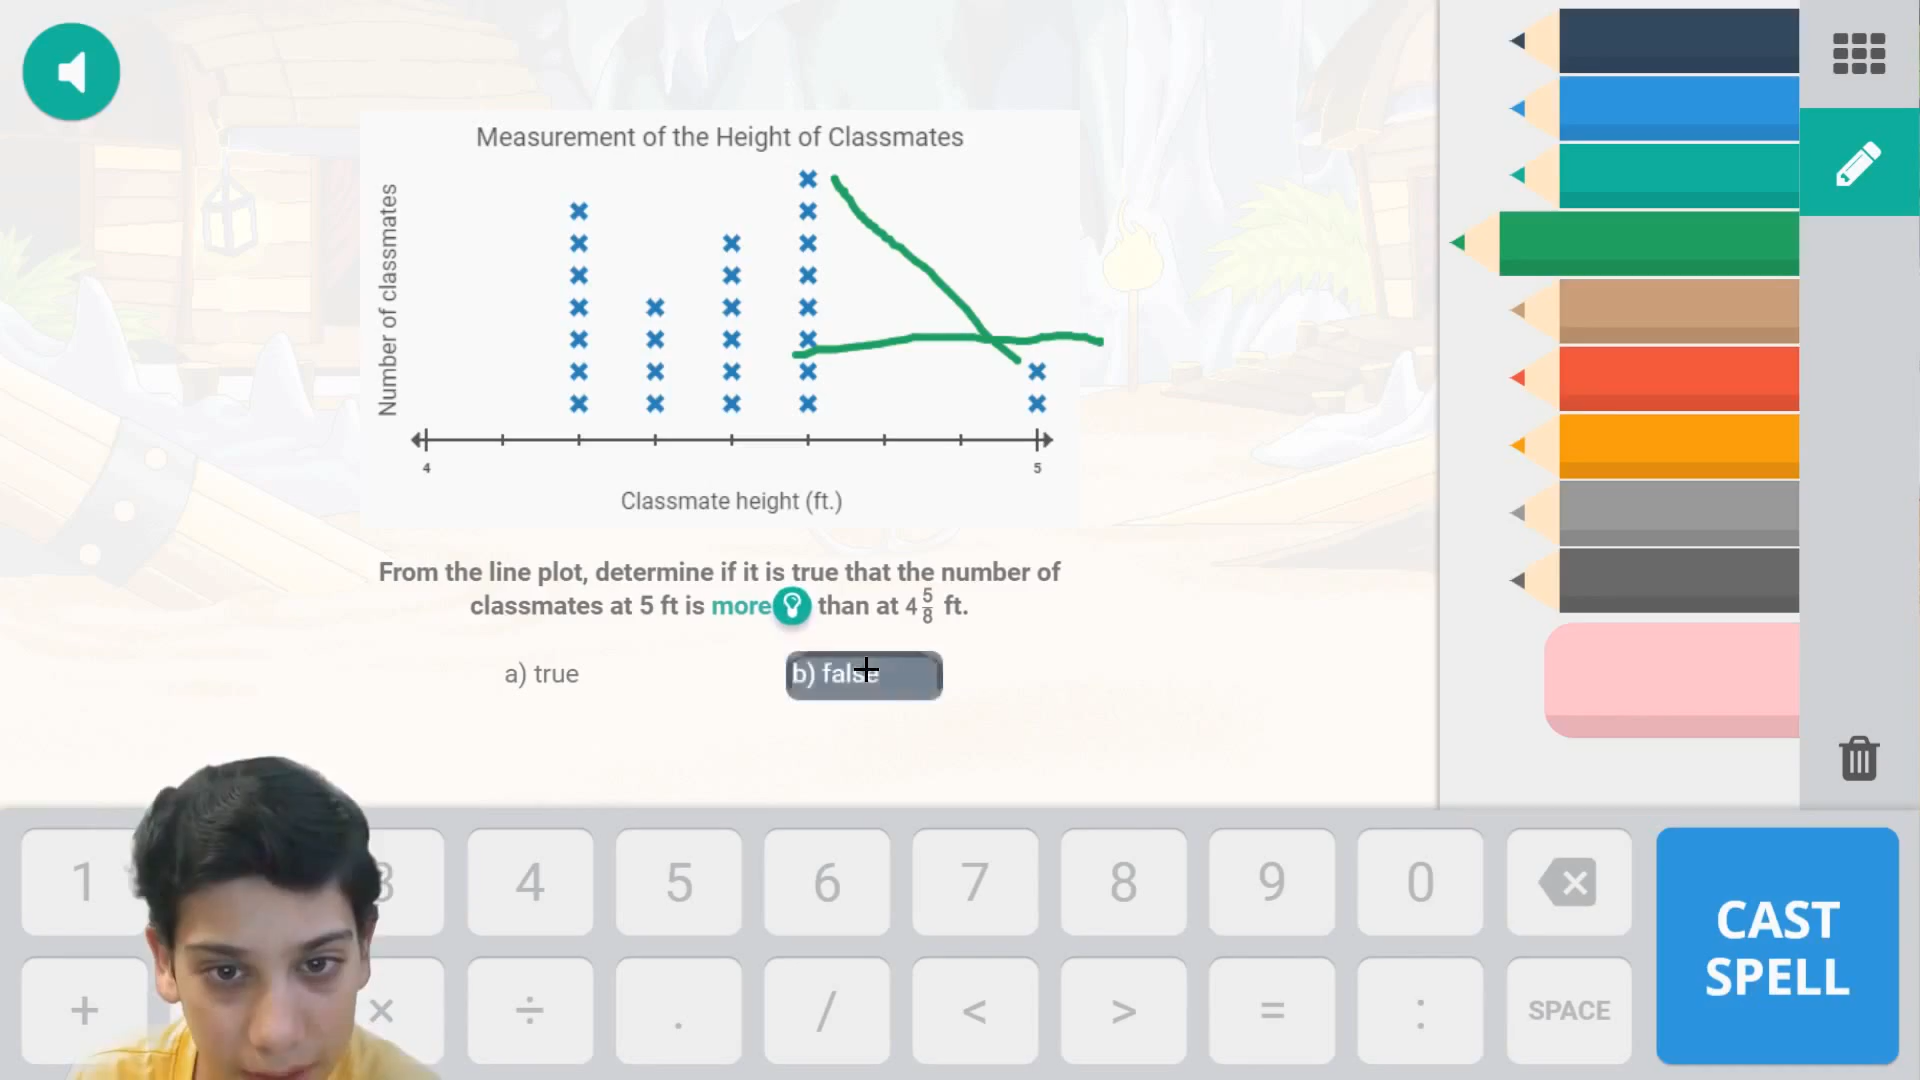 Measurement of the Height of Classmates
Number of classmates
4
5
Classmate height (ft.)
From the line plot, determine if it is true that the number of
classmates at 5 ft is more than at 4 5/8 ft.
a) true
b) false
1 3 4 5 6 7 8 9 0
+ × ÷ . / < > = : SPACE
CAST
SPELL